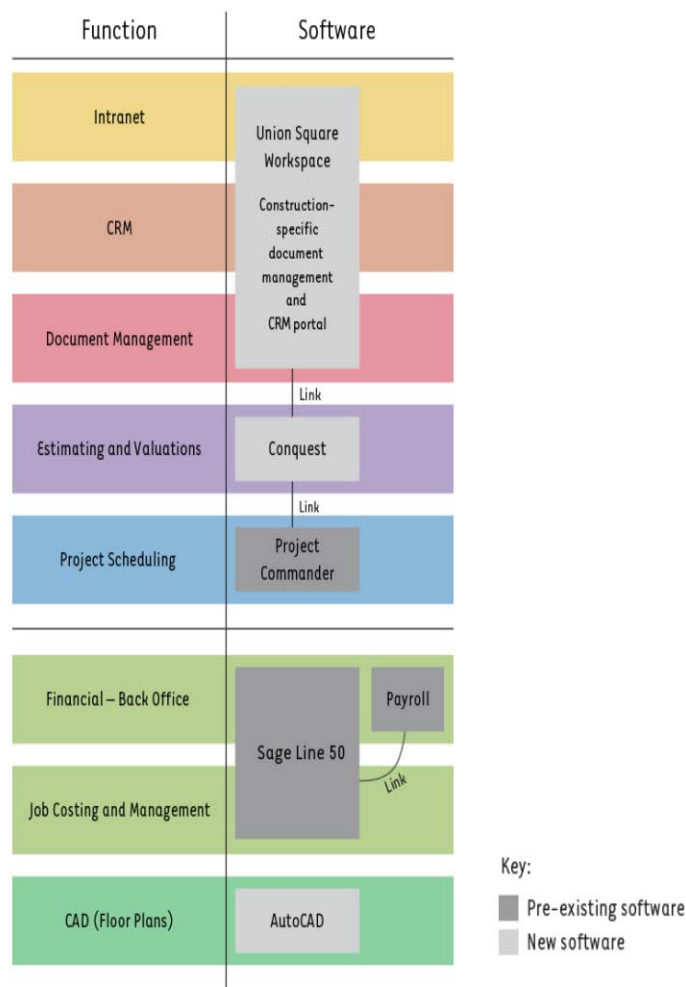 Function
Software
Intranet
Union Square
Workspace
Construction-
specific
document
management
and
CRM portal
CRM
Document Management
Link
Estimating and Valuations
Conquest
Link
Project Scheduling
Project
Commander
Financial – Back Office
Payroll
Sage Line 50
Link
Job Costing and Management
CAD (Floor Plans)
AutoCAD
Key:
Pre-existing software
New software